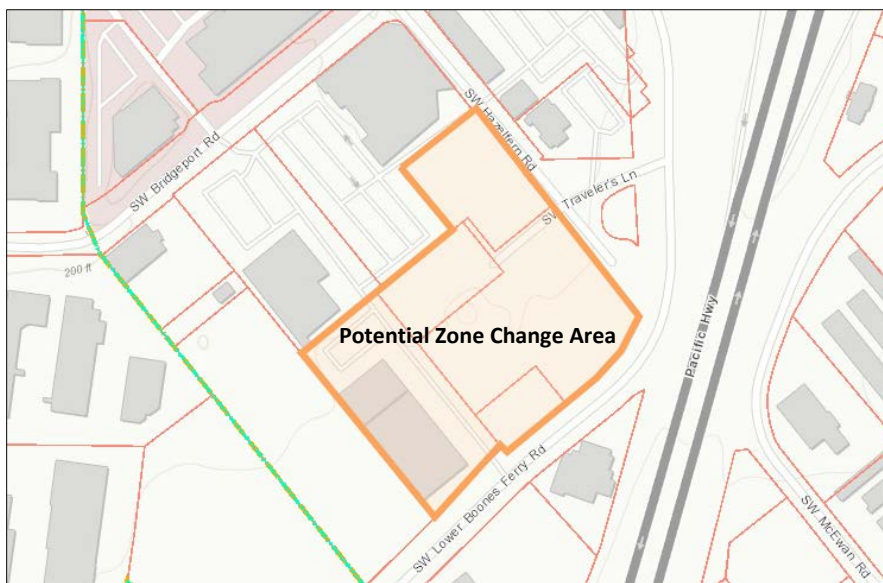 SW Hazelfern Rd
SW Bridgeport Rd
SW Traveler's Ln
200 ft
Potential Zone Change Area
Pacific Hwy
SW Lower Boones Ferry Rd
SW McEwan Rd